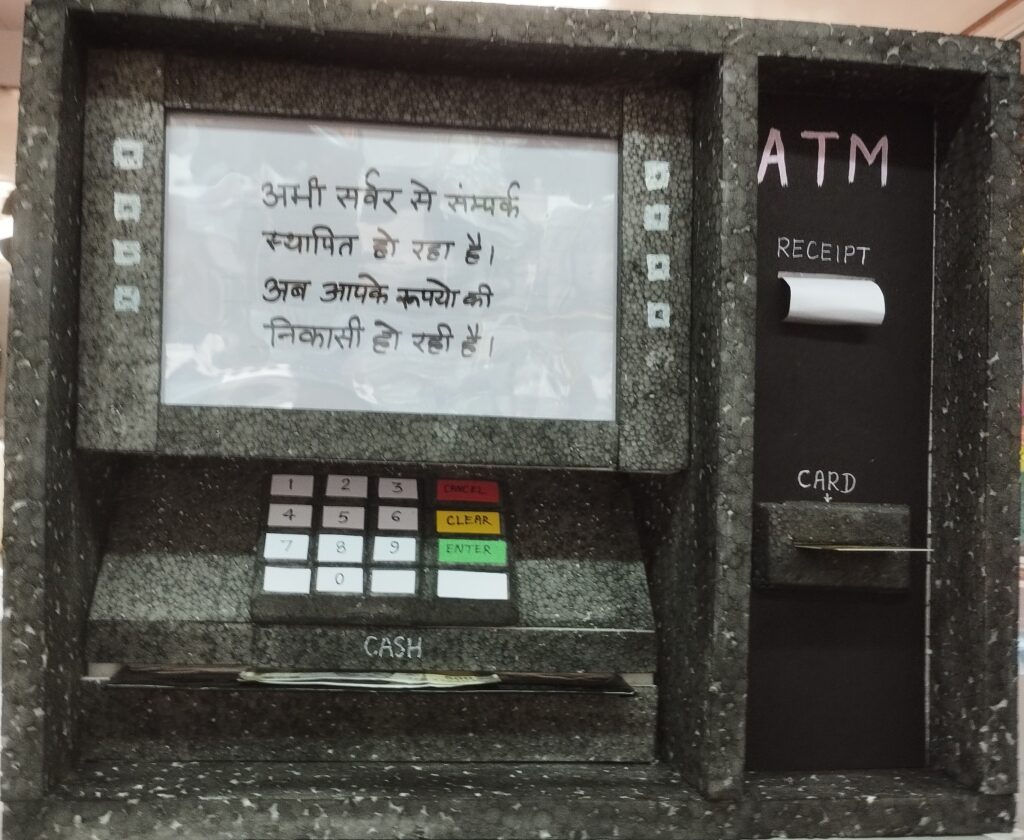 अभी सर्वर से संम्पर्क
स्थापित हो रहा है।
अब आपके रूपयो की
निकासी हो रही है।
ATM
RECEIPT
CARD
1 2 3 CANCEL
4 5 6 CLEAR
7 8 9 ENTER
0
CASH